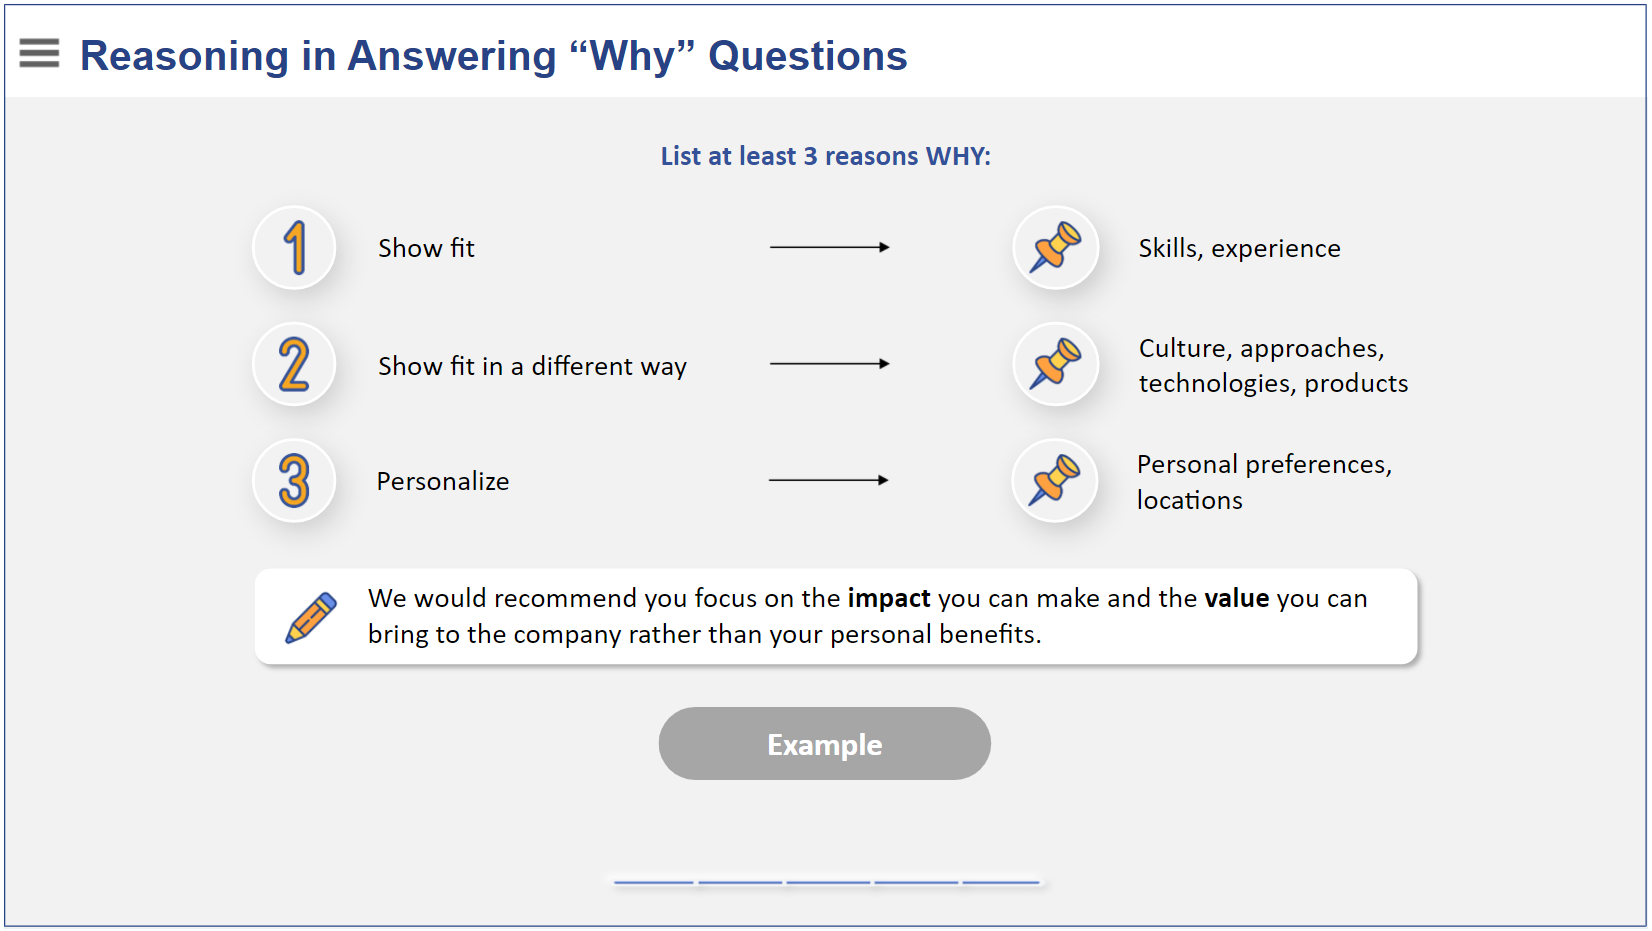 Reasoning in Answering “Why” Questions
List at least 3 reasons WHY:
1 Show fit Skills, experience
2 Show fit in a different way Culture, approaches,
technologies, products
3 Personalize Personal preferences,
locations
We would recommend you focus on the impact you can make and the value you can
bring to the company rather than your personal benefits.
Example